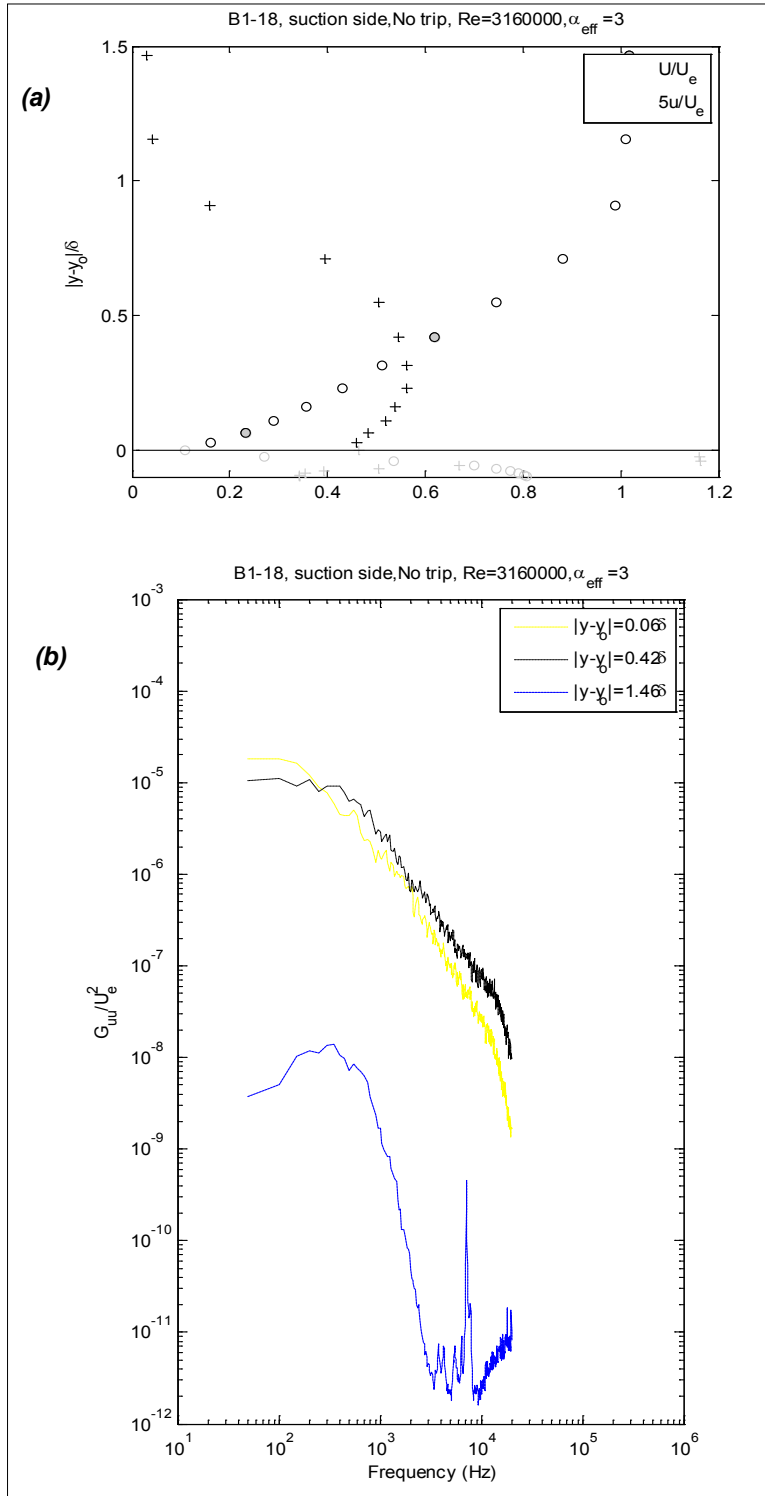 B1-18, suction side,No trip, Re=3160000,α_eff =3
(a)
1.5
1
0.5
0
|y-y_o|/δ
U/U_e
5u/U_e
0 0.2 0.4 0.6 0.8 1 1.2
B1-18, suction side,No trip, Re=3160000,α_eff =3
(b)
10^-3
10^-4
10^-5
10^-6
10^-7
10^-8
10^-9
10^-10
10^-11
10^-12
G_uu/U_e^2
|y-y_o|=0.06δ
|y-y_o|=0.42δ
|y-y_o|=1.46δ
10^1 10^2 10^3 10^4 10^5 10^6
Frequency (Hz)